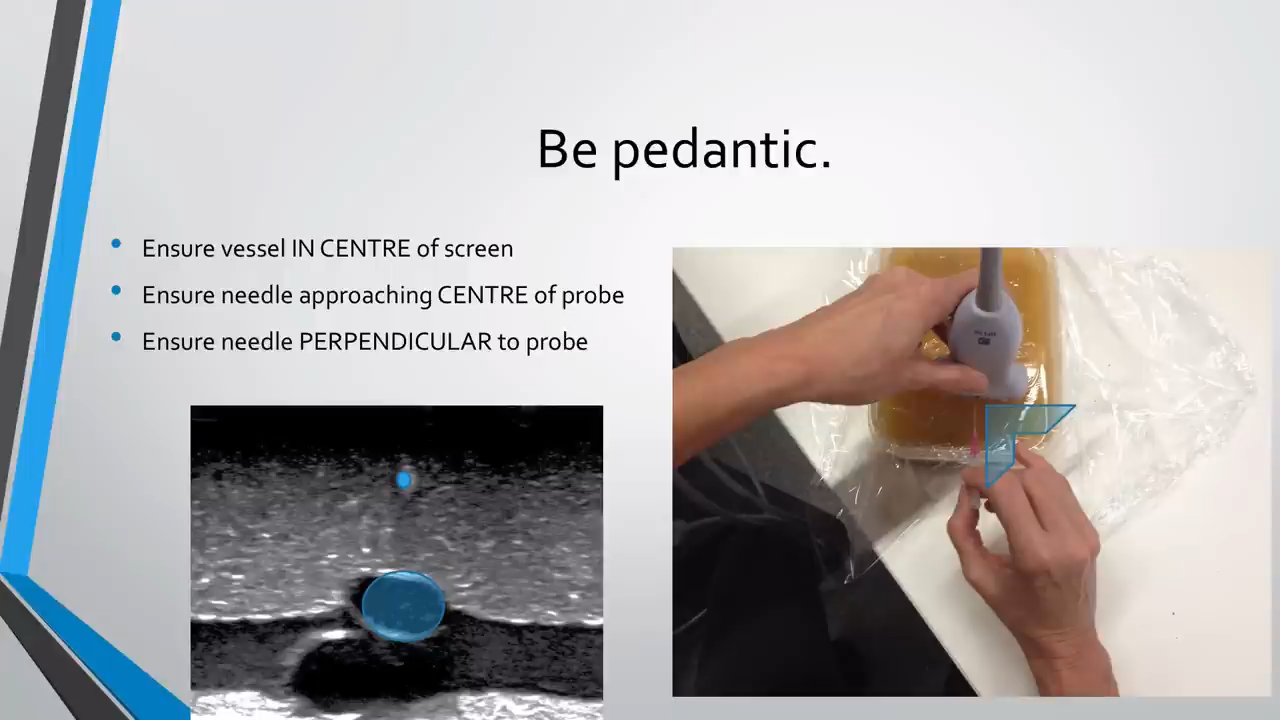 Be pedantic.
Ensure vessel IN CENTRE of screen
Ensure needle approaching CENTRE of probe
Ensure needle PERPENDICULAR to probe